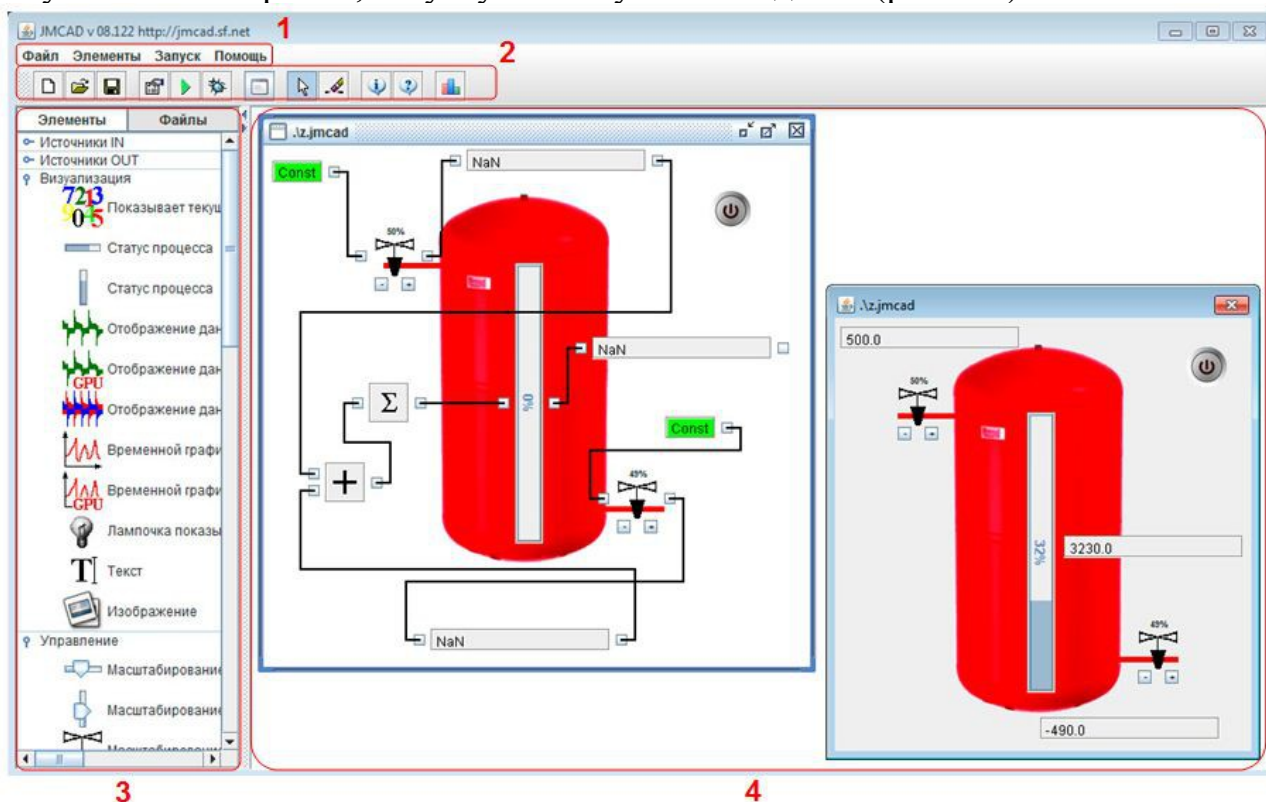 1
JMCAD v 08.122 http://jmcad.sf.net
Файл Элементы Запуск Помощь
2
Элементы Файлы
Источники IN
Источники OUT
Визуализация
Показывает текущ
Статус процесса
Статус процесса
Отображение дан
GPU
Отображение дан
Отображение дан
Временной графи
GPU
Временной графи
Лампочка показы
Текст
Изображение
Управление
Масштабирование
Масштабирование
.\z.jmcad
Const
NaN
50%
- +
NaN
Σ
0%
Const
+
49%
- +
NaN
.\z.jmcad
500.0
50%
- +
32%
3230.0
49%
- +
-490.0
3
4